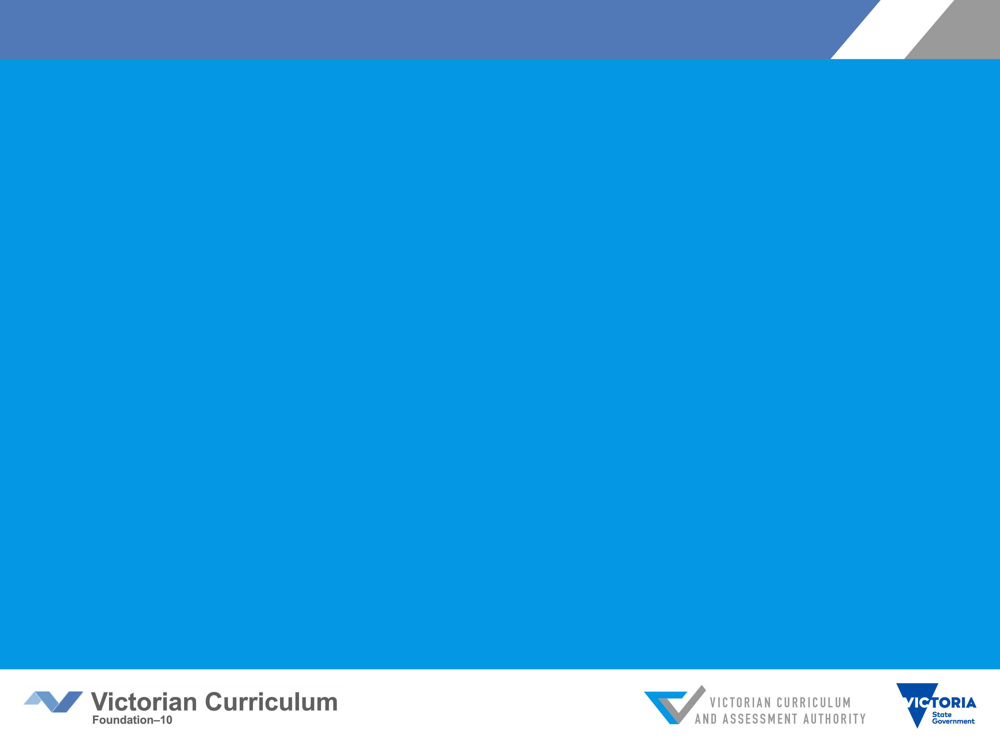 Victorian Curriculum
Foundation–10
VICTORIAN CURRICULUM
AND ASSESSMENT AUTHORITY
VICTORIA
State
Government